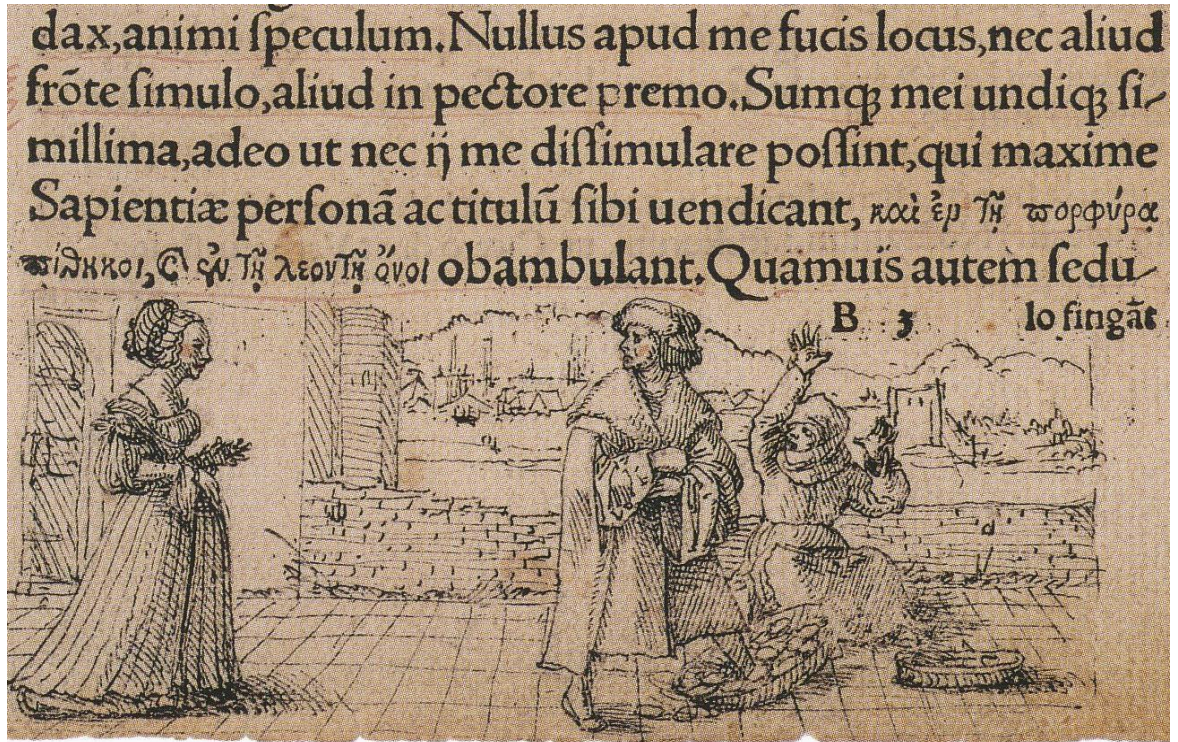 dax,animi ſpeculum.Nullus apud me fucis locus,nec aliud
frõte ſimulo,aliud in pectore premo.Sumqꝫ mei undiqꝫ ſi-
millima,adeo ut nec ij me diſſimulare poſſint,qui maxime
Sapientiæ perſonã ac titulũ ſibi uendicant, καὶ ἐν τῇ πορφύρᾳ
πίθηκοι, καὶ ἐν τῇ λεοντῇ ὄνοι obambulant.Quamuis autem ſedu-
B 3 lo fingãt